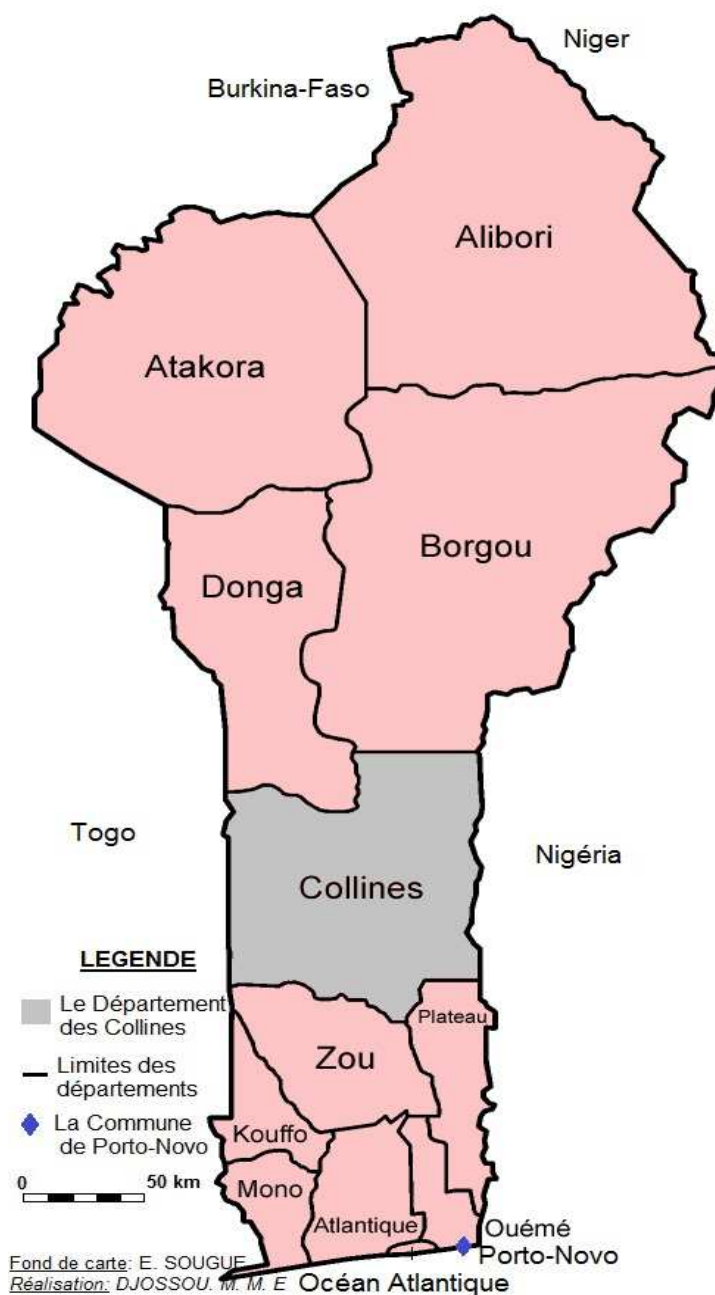 Niger
Burkina-Faso
Alibori
Atakora
Borgou
Donga
Togo
Nigéria
Collines
LEGENDE
Le Département
des Collines
Plateau
Zou
Limites des
départements
La Commune
de Porto-Novo
Kouffo
0 50 km
Mono
Atlantique
Ouémé
Porto-Novo
Fond de carte: E. SOUGUE
Réalisation: DJOSSOU. M. M. E
Océan Atlantique